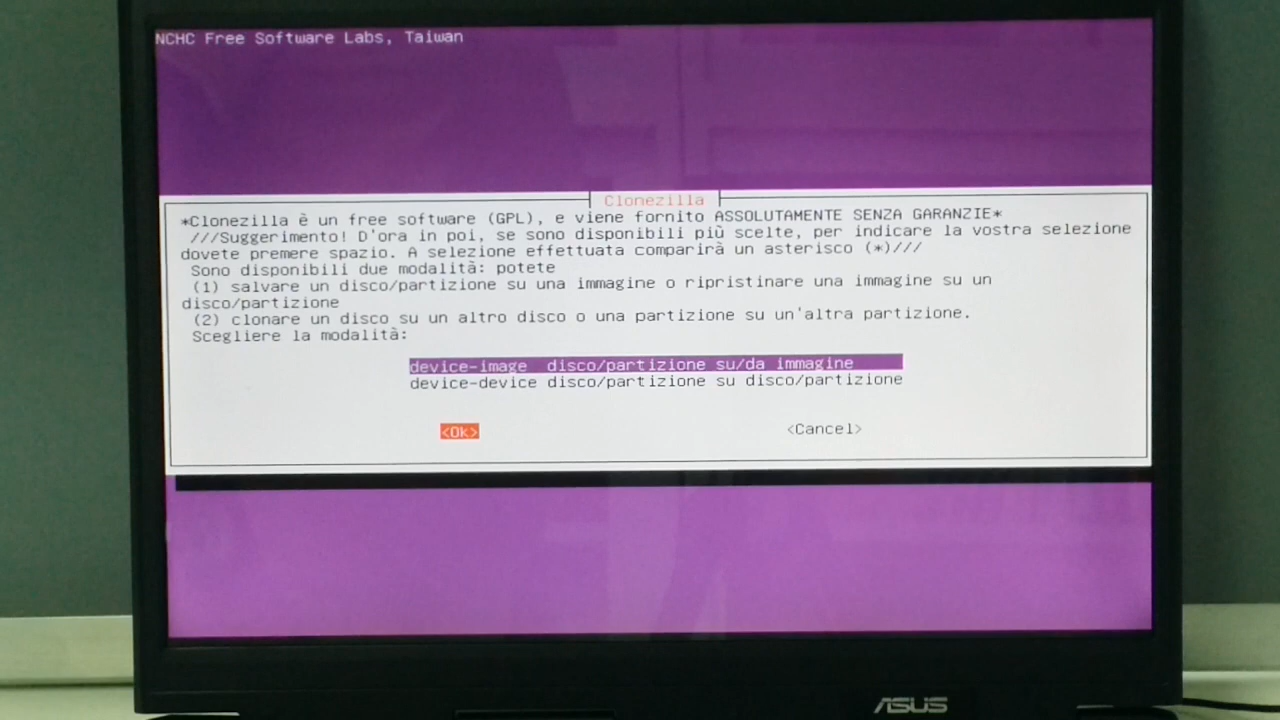 NCHC Free Software Labs, Taiwan
Clonezilla
*Clonezilla è un free software (GPL), e viene fornito ASSOLUTAMENTE SENZA GARANZIE*
///Suggerimento! D'ora in poi, se sono disponibili più scelte, per indicare la vostra selezione
dovete premere spazio. A selezione effettuata comparirà un asterisco (*)///
Sono disponibili due modalità: potete
(1) salvare un disco/partizione su una immagine o ripristinare una immagine su un
disco/partizione
(2) clonare un disco su un altro disco o una partizione su un'altra partizione.
Scegliere la modalità:
device-image disco/partizione su/da immagine
device-device disco/partizione su disco/partizione
<Ok> <Cancel>
ASUS